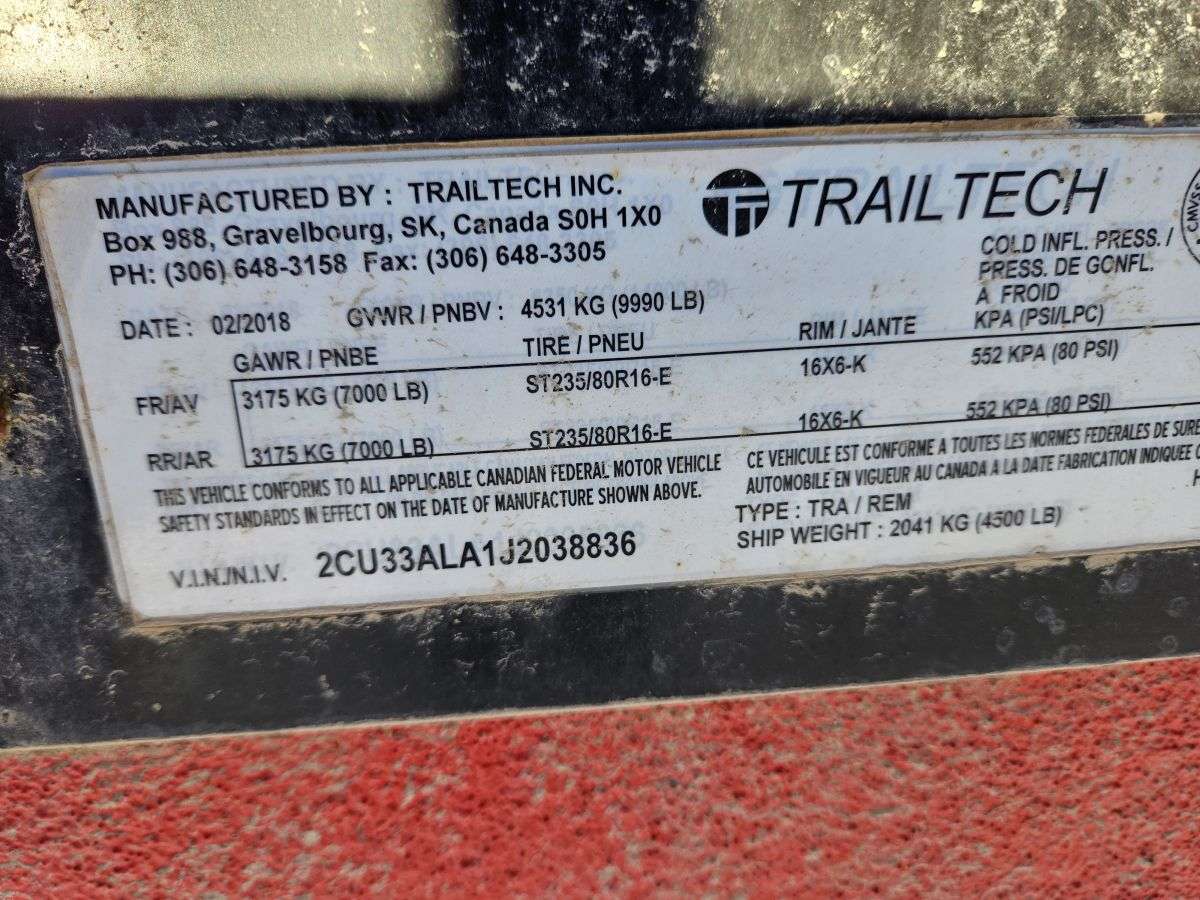 MANUFACTURED BY : TRAILTECH INC.
Box 988, Gravelbourg, SK, Canada S0H 1X0
PH: (306) 648-3158 Fax: (306) 648-3305
TRAILTECH
COLD INFL. PRESS. /
PRESS. DE GONFL.
A FROID
KPA (PSI/LPC)
DATE : 02/2018 GVWR / PNBV : 4531 KG (9990 LB)
GAWR / PNBE TIRE / PNEU RIM / JANTE
FR/AV 3175 KG (7000 LB) ST235/80R16-E 16X6-K 552 KPA (80 PSI)
RR/AR 3175 KG (7000 LB) ST235/80R16-E 16X6-K 552 KPA (80 PSI)
THIS VEHICLE CONFORMS TO ALL APPLICABLE CANADIAN FEDERAL MOTOR VEHICLE
SAFETY STANDARDS IN EFFECT ON THE DATE OF MANUFACTURE SHOWN ABOVE.
CE VEHICULE EST CONFORME A TOUTES LES NORMES FEDERALES DE SURE
AUTOMOBILE EN VIGUEUR AU CANADA A LA DATE FABRICATION INDIQUEE
TYPE : TRA / REM
SHIP WEIGHT : 2041 KG (4500 LB)
V.I.N./N.I.V. 2CU33ALA1J2038836